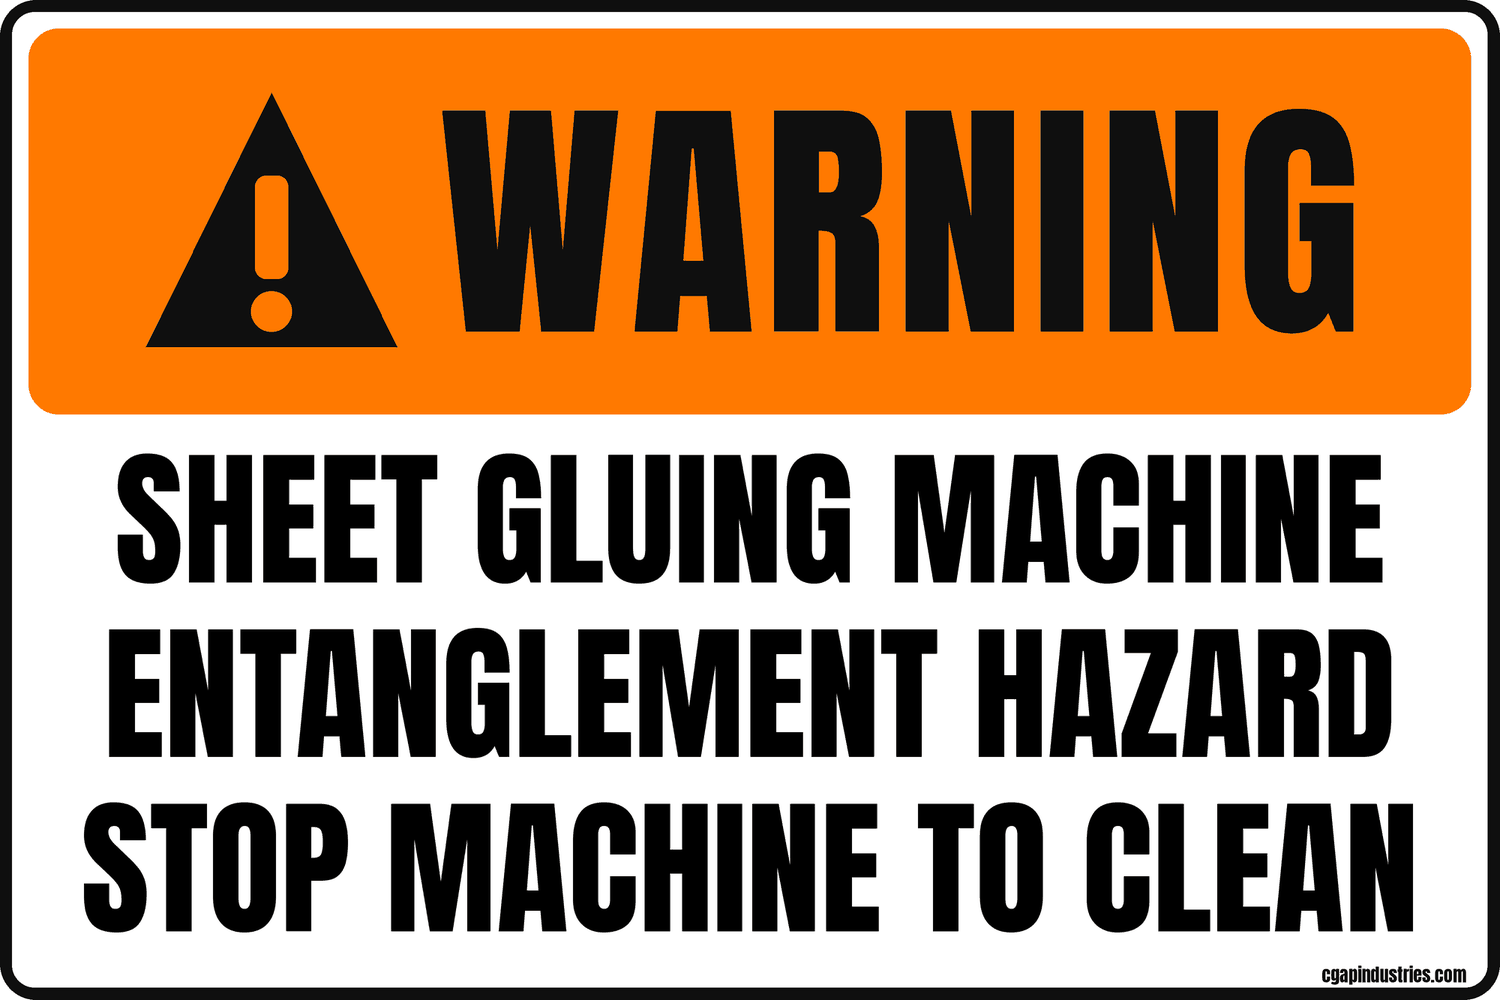 WARNING
SHEET GLUING MACHINE
ENTANGLEMENT HAZARD
STOP MACHINE TO CLEAN
cgapindustries.com